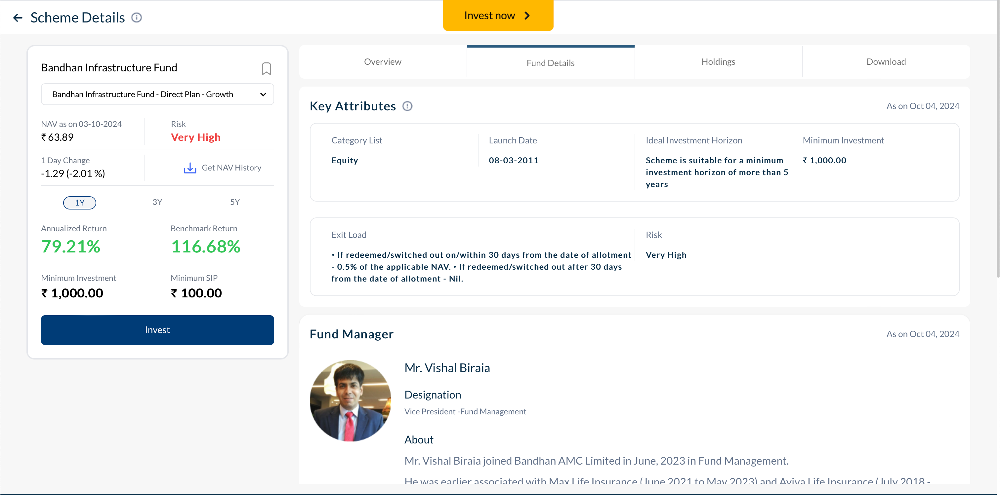 Scheme Details
Invest now
Bandhan Infrastructure Fund
Bandhan Infrastructure Fund - Direct Plan - Growth
NAV as on 03-10-2024
₹ 63.89
Risk
Very High
1 Day Change
-1.29 (-2.01 %)
Get NAV History
1Y
3Y
5Y
Annualized Return
79.21%
Benchmark Return
116.68%
Minimum Investment
₹ 1,000.00
Minimum SIP
₹ 100.00
Invest
Overview
Fund Details
Holdings
Download
Key Attributes
As on Oct 04, 2024
Category List
Equity
Launch Date
08-03-2011
Ideal Investment Horizon
Scheme is suitable for a minimum
investment horizon of more than 5
years
Minimum Investment
₹ 1,000.00
Exit Load
• If redeemed/switched out on/within 30 days from the date of allotment
- 0.5% of the applicable NAV. • If redeemed/switched out after 30 days
from the date of allotment - Nil.
Risk
Very High
Fund Manager
As on Oct 04, 2024
Mr. Vishal Biraia
Designation
Vice President -Fund Management
About
Mr. Vishal Biraia joined Bandhan AMC Limited in June, 2023 in Fund Management.
He was earlier associated with Max Life Insurance (June 2021 to May 2023) and Aviva Life Insurance (July 2018 -